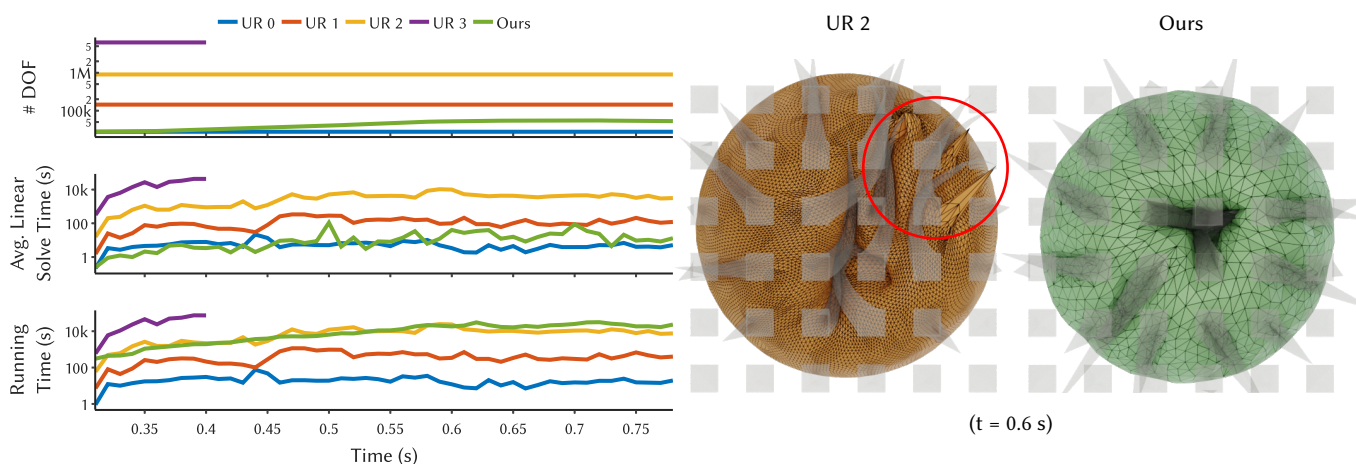 UR 0 UR 1 UR 2 UR 3 Ours
# DOF
5
2
1M
5
2
100k
5
Avg. Linear
Solve Time (s)
10k
100
1
Running
Time (s)
10k
100
1
0.35 0.4 0.45 0.5 0.55 0.6 0.65 0.7 0.75
Time (s)
UR 2 Ours
(t = 0.6 s)